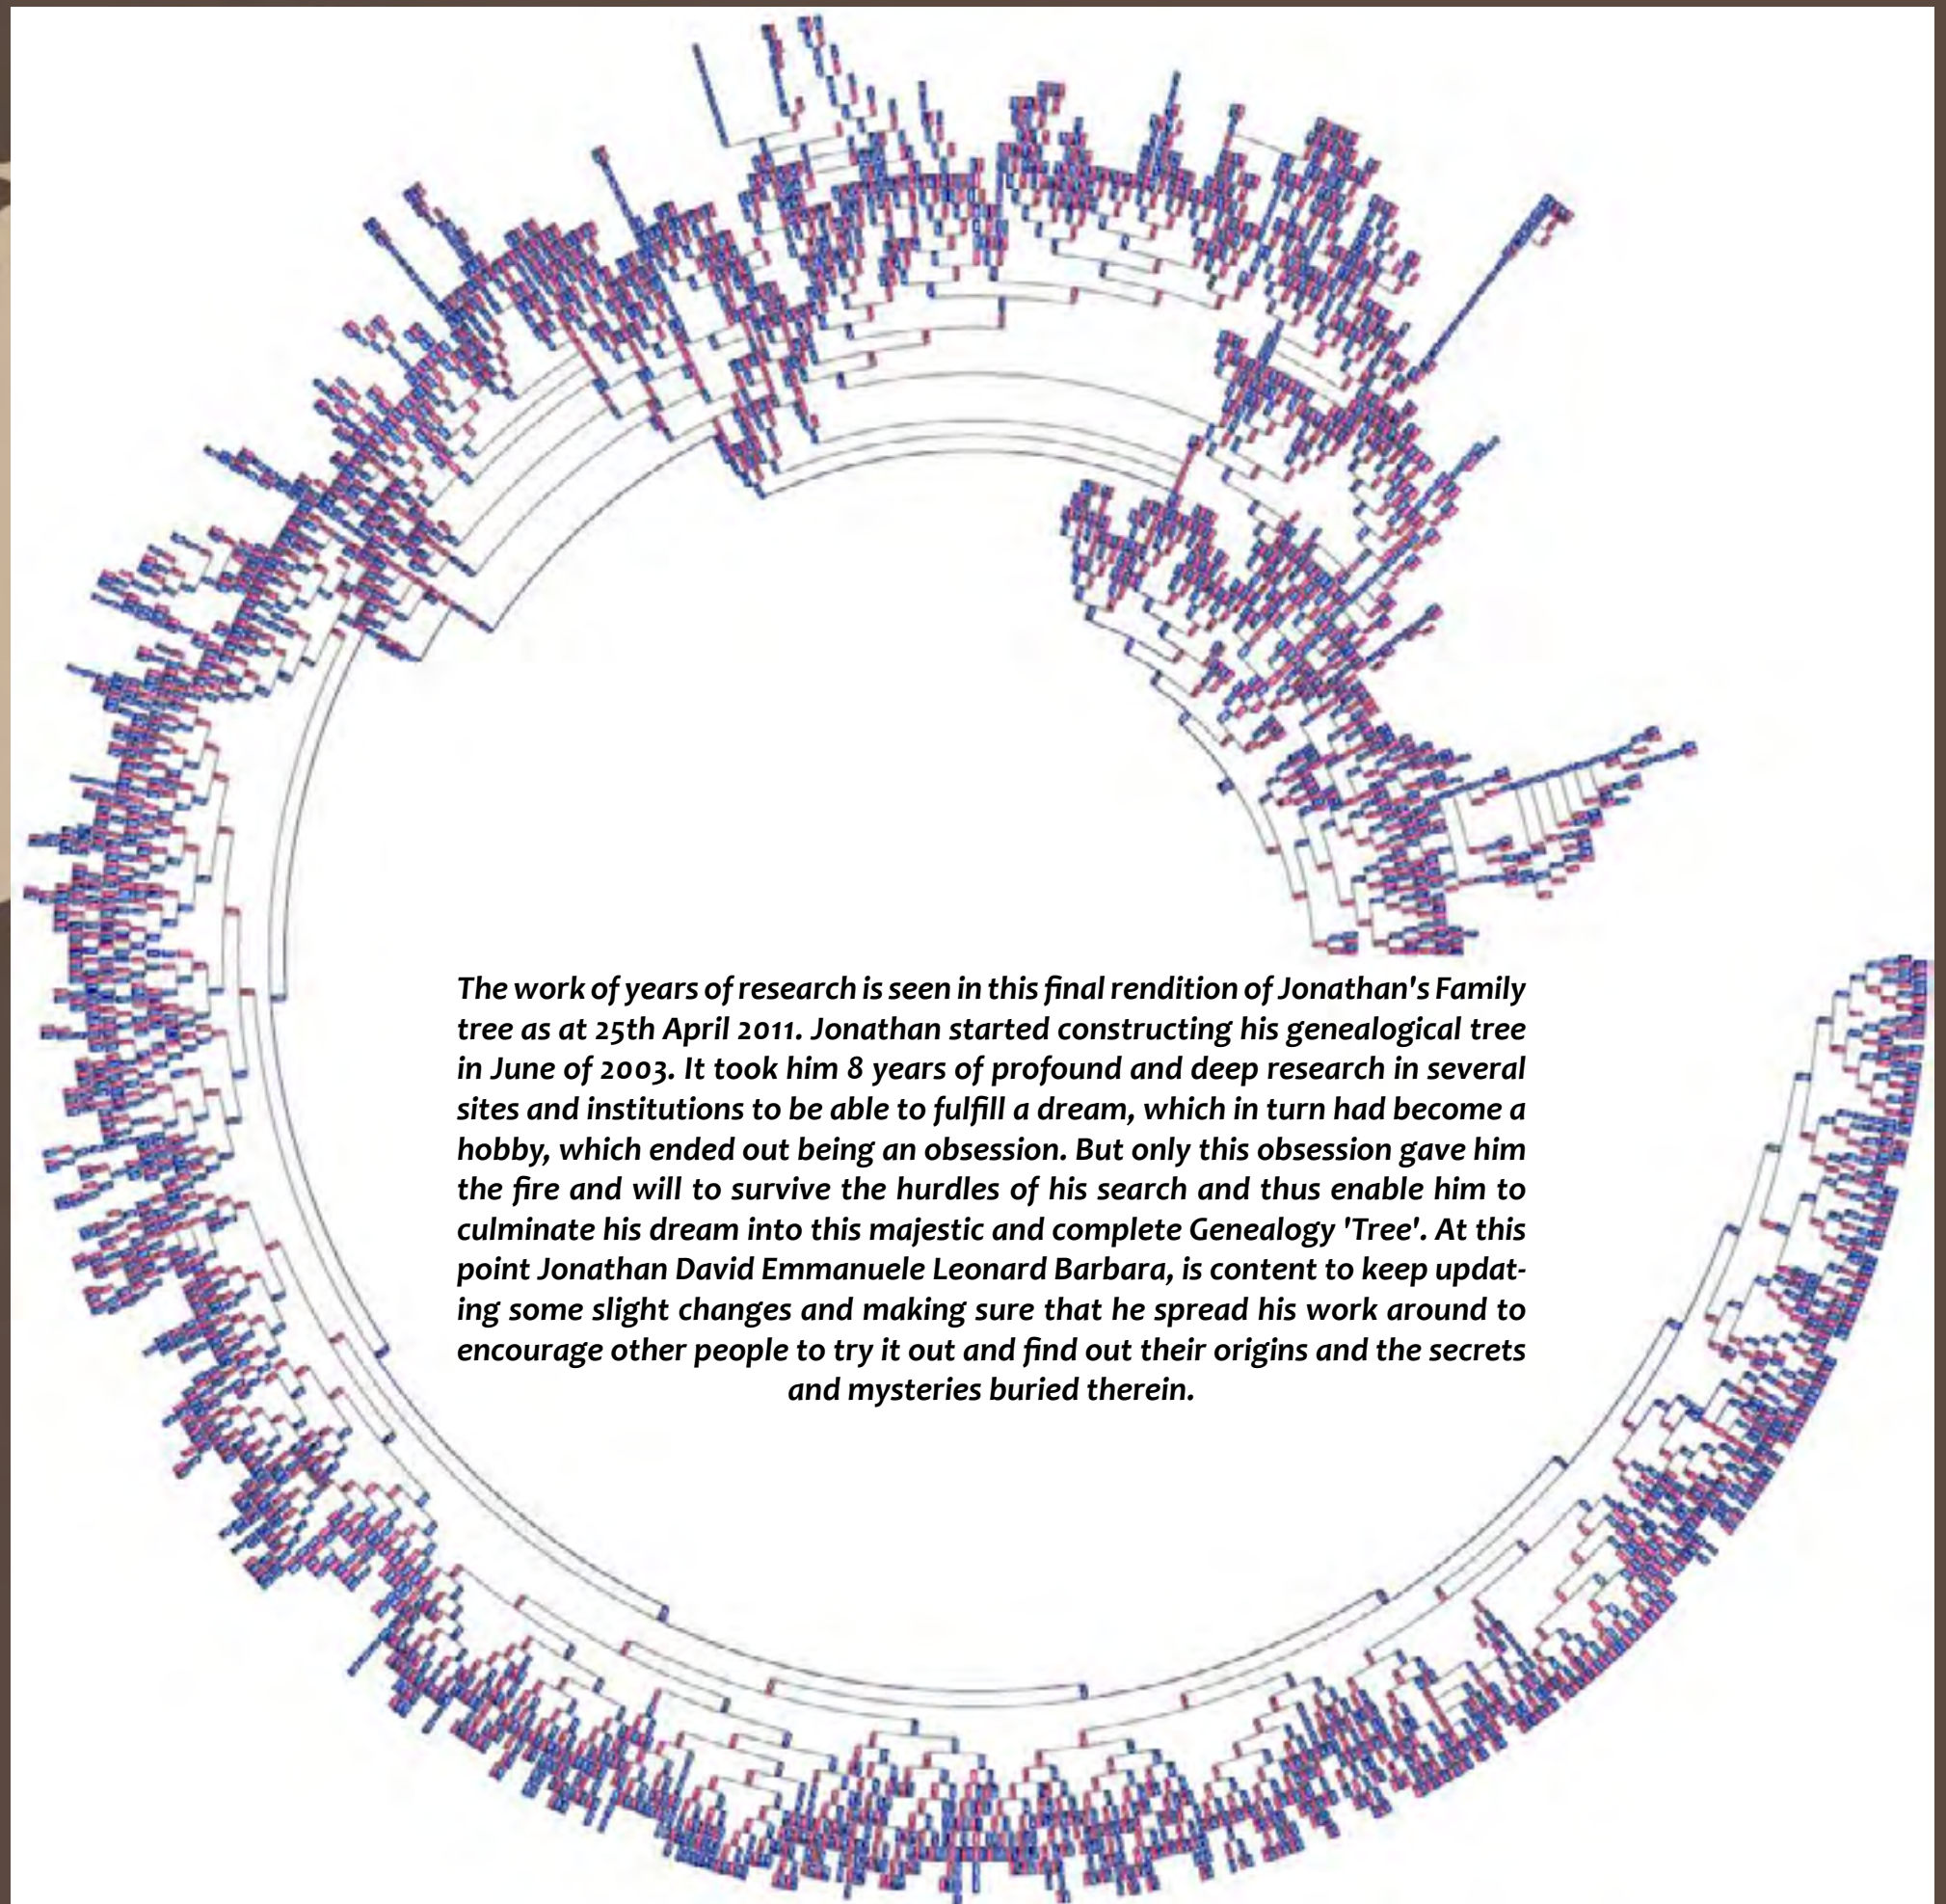 The work of years of research is seen in this final rendition of Jonathan's Family
tree as at 25th April 2011. Jonathan started constructing his genealogical tree
in June of 2003. It took him 8 years of profound and deep research in several
sites and institutions to be able to fulfill a dream, which in turn had become a
hobby, which ended out being an obsession. But only this obsession gave him
the fire and will to survive the hurdles of his search and thus enable him to
culminate his dream into this majestic and complete Genealogy 'Tree'. At this
point Jonathan David Emmanuele Leonard Barbara, is content to keep updat-
ing some slight changes and making sure that he spread his work around to
encourage other people to try it out and find out their origins and the secrets
and mysteries buried therein.